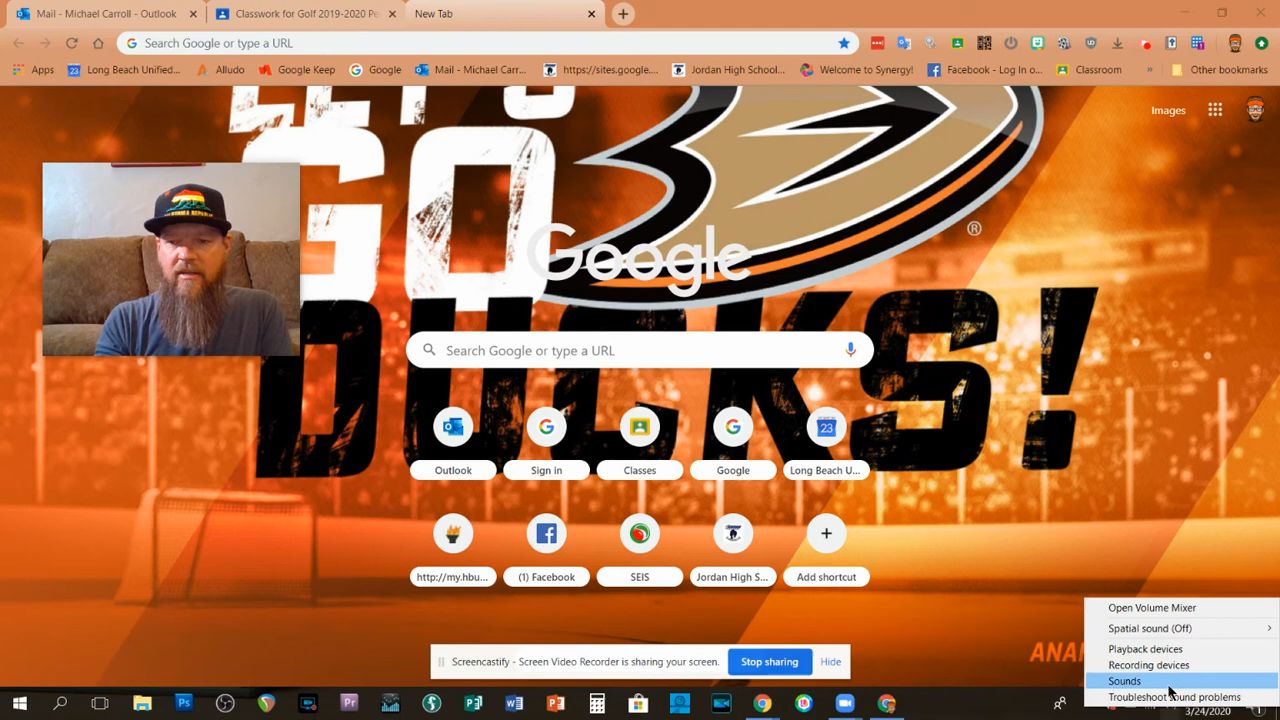 Mail - Michael Carroll - Outlook
Classwork for Golf 2019-2020 Pe
New Tab
Search Google or type a URL
Apps
Long Beach Unified...
Alludo
Google Keep
Google
Mail - Michael Carr...
https://sites.google....
Jordan High School...
Welcome to Synergy!
Facebook - Log In o...
Classroom
»
Other bookmarks
Images
LET'S
GO
DUCKS!
®
Google
Search Google or type a URL
Outlook
Sign in
Classes
Google
Long Beach U...
http://my.hbu...
(1) Facebook
SEIS
Jordan High S...
Add shortcut
Open Volume Mixer
Spatial sound (Off)
Playback devices
Recording devices
Sounds
Troubleshoot sound problems
Screencastify - Screen Video Recorder is sharing your screen.
Stop sharing
Hide
ANA
3/24/2020